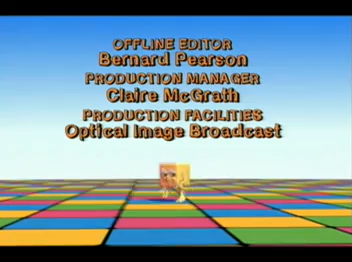 OFFLINE EDITOR
Bernard Pearson
PRODUCTION MANAGER
Claire McGrath
PRODUCTION FACILITIES
Optical Image Broadcast